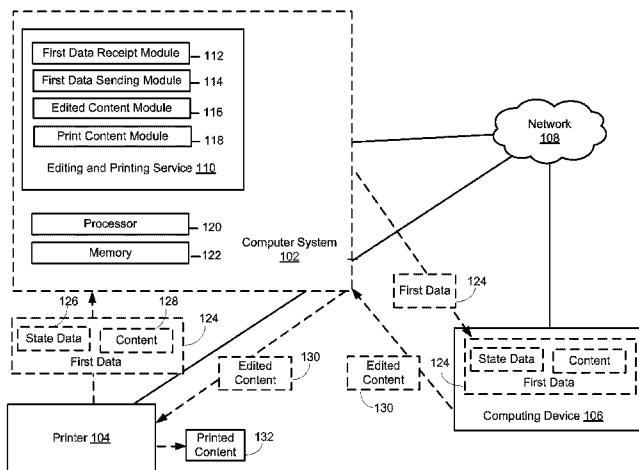 First Data Receipt Module
112
First Data Sending Module
114
Edited Content Module
116
Print Content Module
118
Editing and Printing Service 110
Network
108
Processor
120
Memory
122
Computer System
102
124
First Data
126
128
124
State Data
Content
First Data
130
Edited
Content
Edited
Content
130
124
State Data
Content
First Data
Computing Device 106
Printer 104
132
Printed
Content